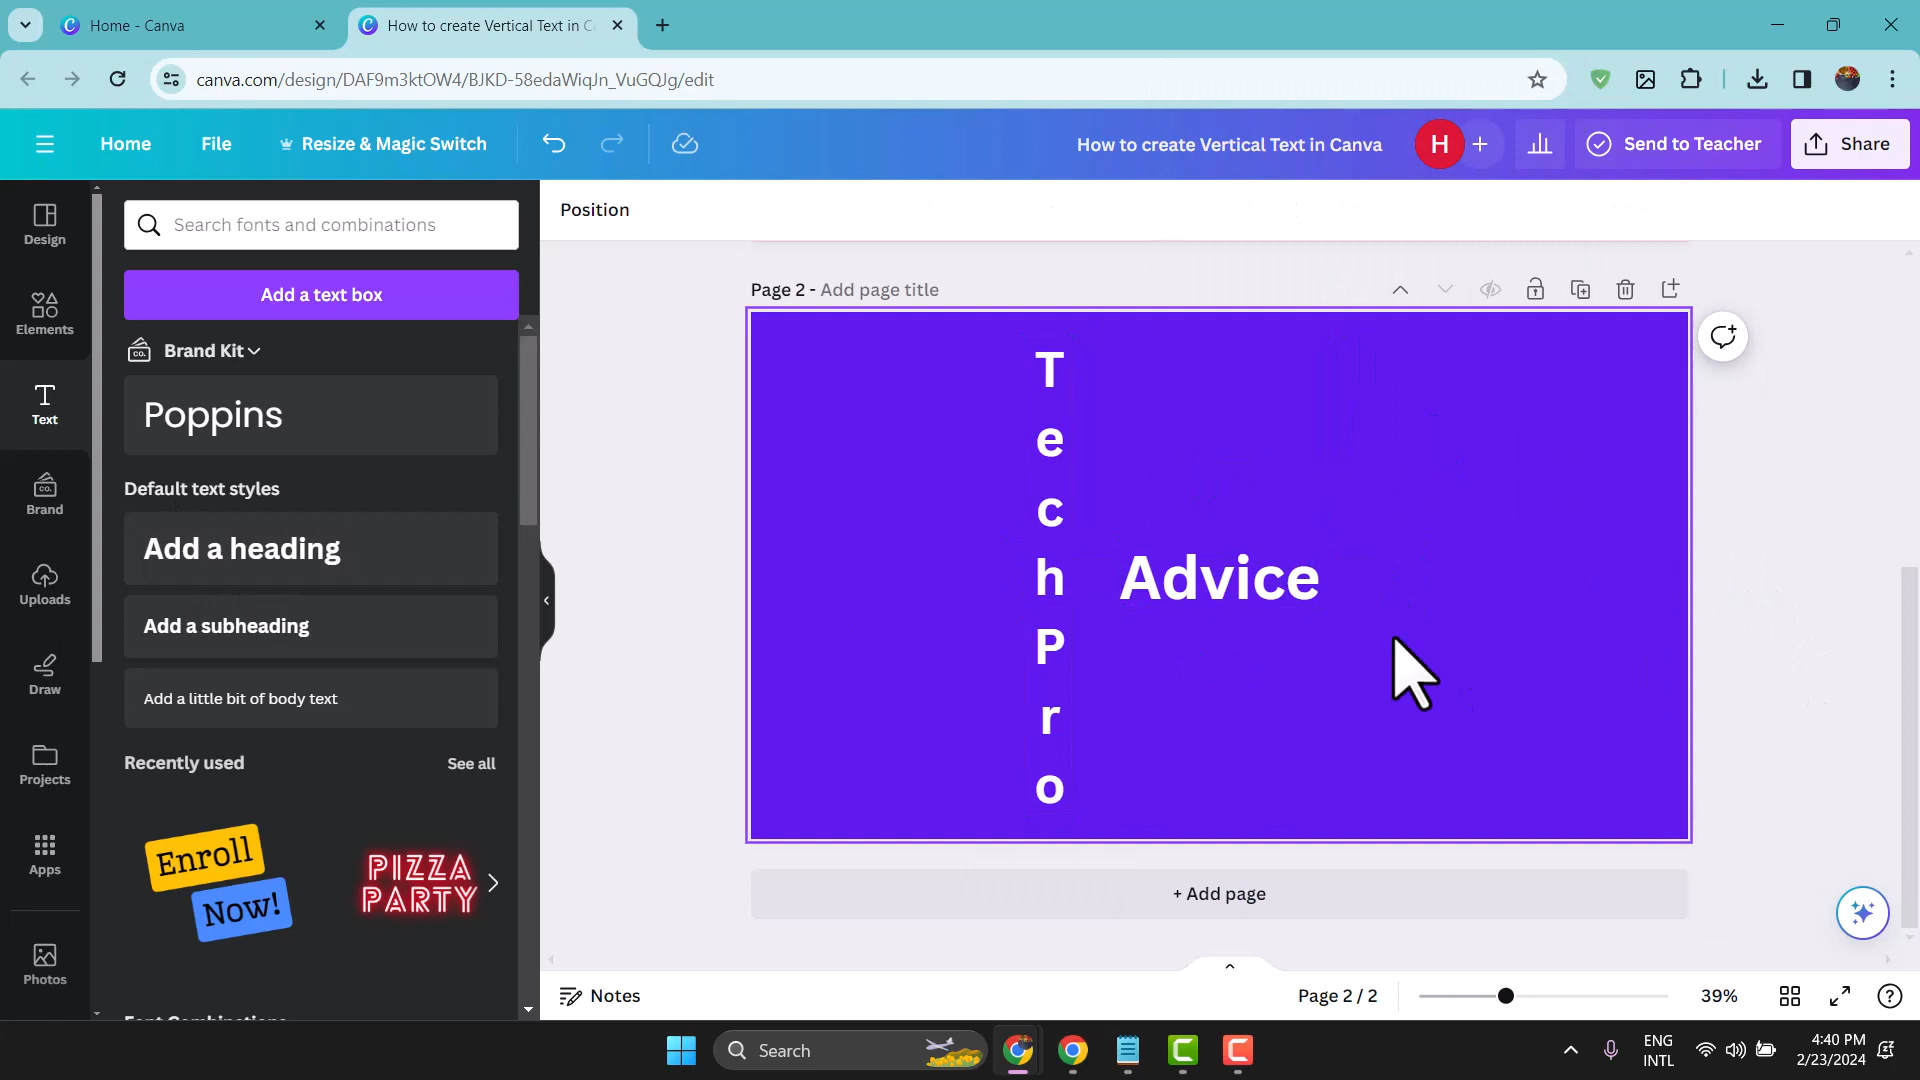 Home - Canva
How to create Vertical Text in C
canva.com/design/DAF9m3ktOW4/BJKD-58edaWiqJn_VuGQJg/edit
Home
File
Resize & Magic Switch
How to create Vertical Text in Canva
H
Send to Teacher
Share
Design
Elements
Text
Brand
Uploads
Draw
Projects
Apps
Photos
Search fonts and combinations
Add a text box
CO.
Brand Kit
Poppins
Default text styles
Add a heading
Add a subheading
Add a little bit of body text
Recently used
See all
Enroll
Now!
PIZZA
PARTY
Position
Page 2 - Add page title
T
e
c
h
P
r
o
Advice
+ Add page
Notes
Page 2 / 2
39%
Search
ENG
INTL
4:40 PM
2/23/2024